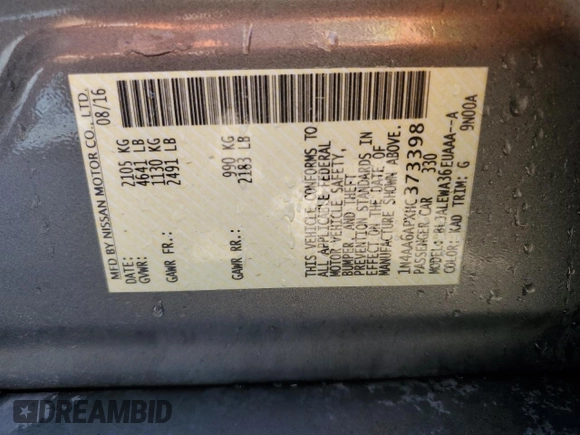 MFD BY NISSAN MOTOR CO., LTD.
DATE: 08/16
GVWR: 2105 KG
4641 LB
GAWR FR: 1130 KG
2491 LB
GAWR RR: 990 KG
2183 LB
THIS VEHICLE CONFORMS TO
ALL APPLICABLE FEDERAL
MOTOR VEHICLE SAFETY,
BUMPER, AND THEFT
PREVENTION STANDARDS IN
EFFECT ON THE DATE OF
MANUFACTURE SHOWN ABOVE.
1N4AA6APXHC373398
PASSENGER CAR 330
MODEL: BHJALEWA36EUAAA--A
COLOR: KAD TRIM: G 9N00A
DREAMBID